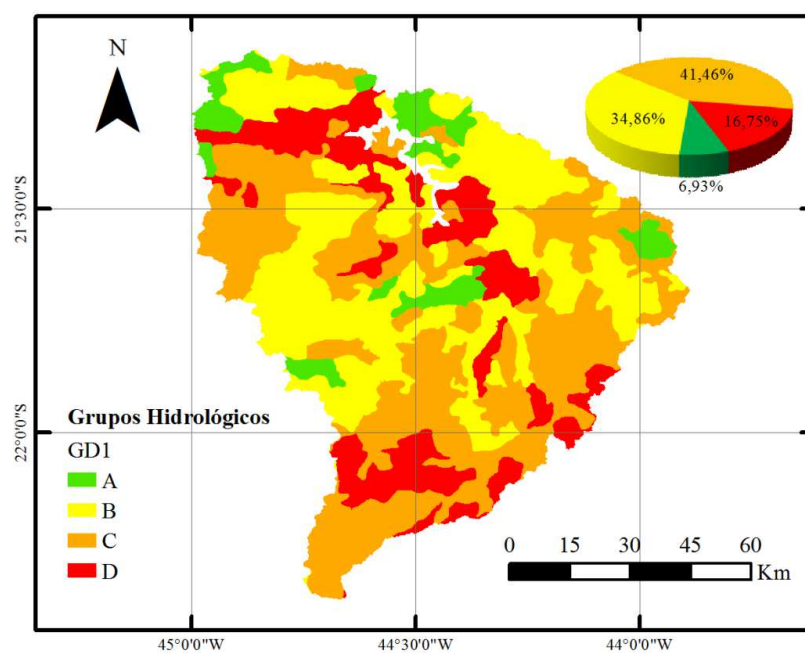 N
41,46%
34,86%
16,75%
6,93%
21°30'0"S
22°0'0"S
Grupos Hidrológicos
GD1
A
B
C
D
0 15 30 45 60
Km
45°0'0"W 44°30'0"W 44°0'0"W